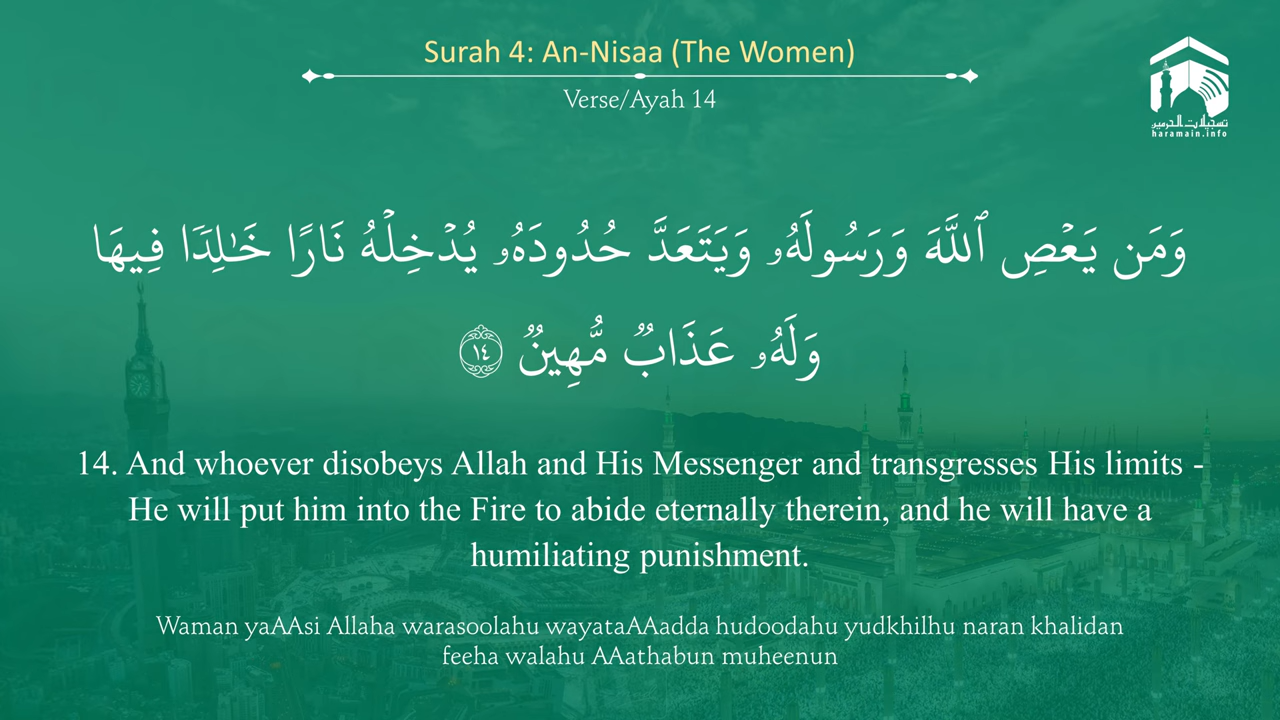 Surah 4: An-Nisaa (The Women)
Verse/Ayah 14
تسجيلات الحرمين
haramain.info
وَمَن يَعۡصِ ٱللَّهَ وَرَسُولَهُۥ وَيَتَعَدَّ حُدُودَهُۥ يُدۡخِلۡهُ نَارًا خَٰلِدٗا فِيهَا
وَلَهُۥ عَذَابٞ مُّهِينٞ ١٤
14. And whoever disobeys Allah and His Messenger and transgresses His limits -
He will put him into the Fire to abide eternally therein, and he will have a
humiliating punishment.
Waman yaAAsi Allaha warasoolahu wayataAAadda hudoodahu yudkhilhu naran khalidan
feeha walahu AAathabun muheenun